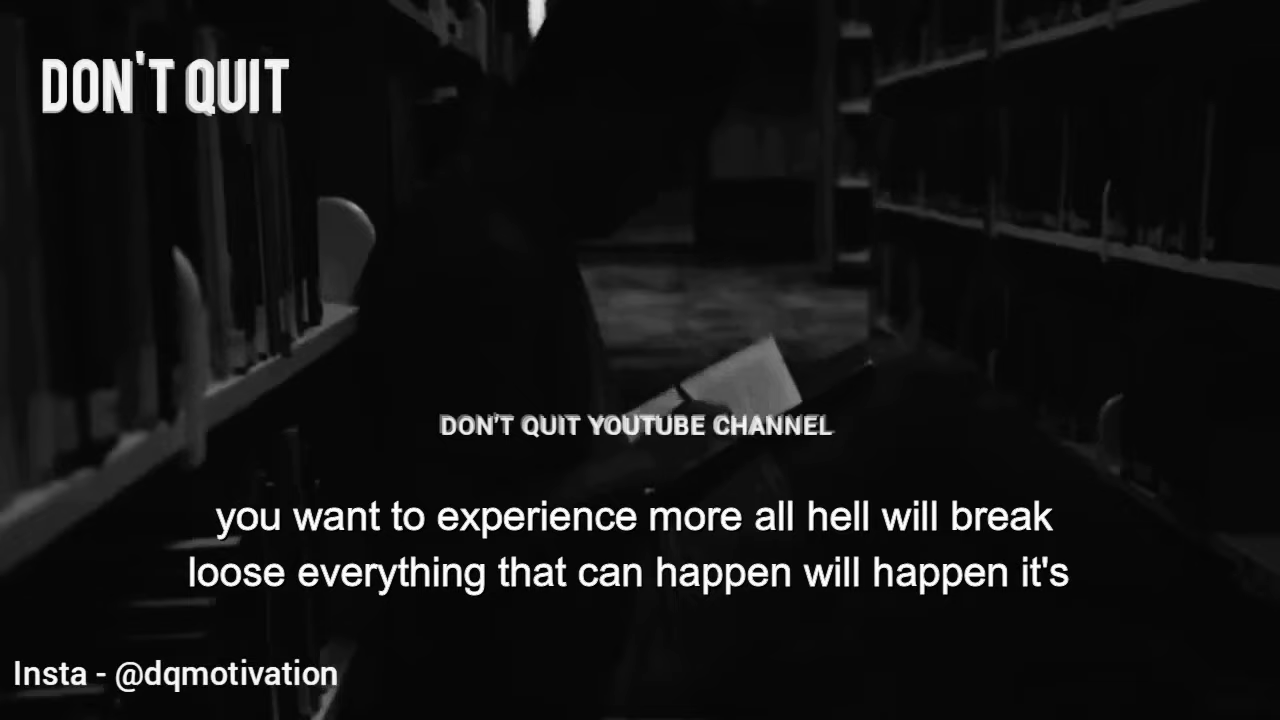 DON'T QUIT
DON'T QUIT YOUTUBE CHANNEL
you want to experience more all hell will break
loose everything that can happen will happen it's
Insta - @dqmotivation